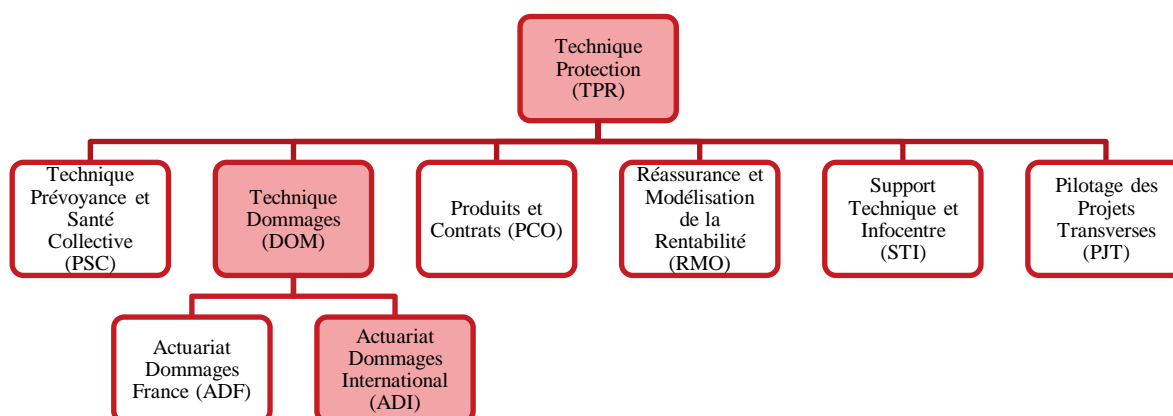 Technique
Protection
(TPR)
Technique
Prévoyance et
Santé
Collective
(PSC)
Technique
Dommages
(DOM)
Produits et
Contrats (PCO)
Réassurance et
Modélisation
de la
Rentabilité
(RMO)
Support
Technique et
Infocentre
(STI)
Pilotage des
Projets
Transverses
(PJT)
Actuariat
Dommages
France (ADF)
Actuariat
Dommages
International
(ADI)